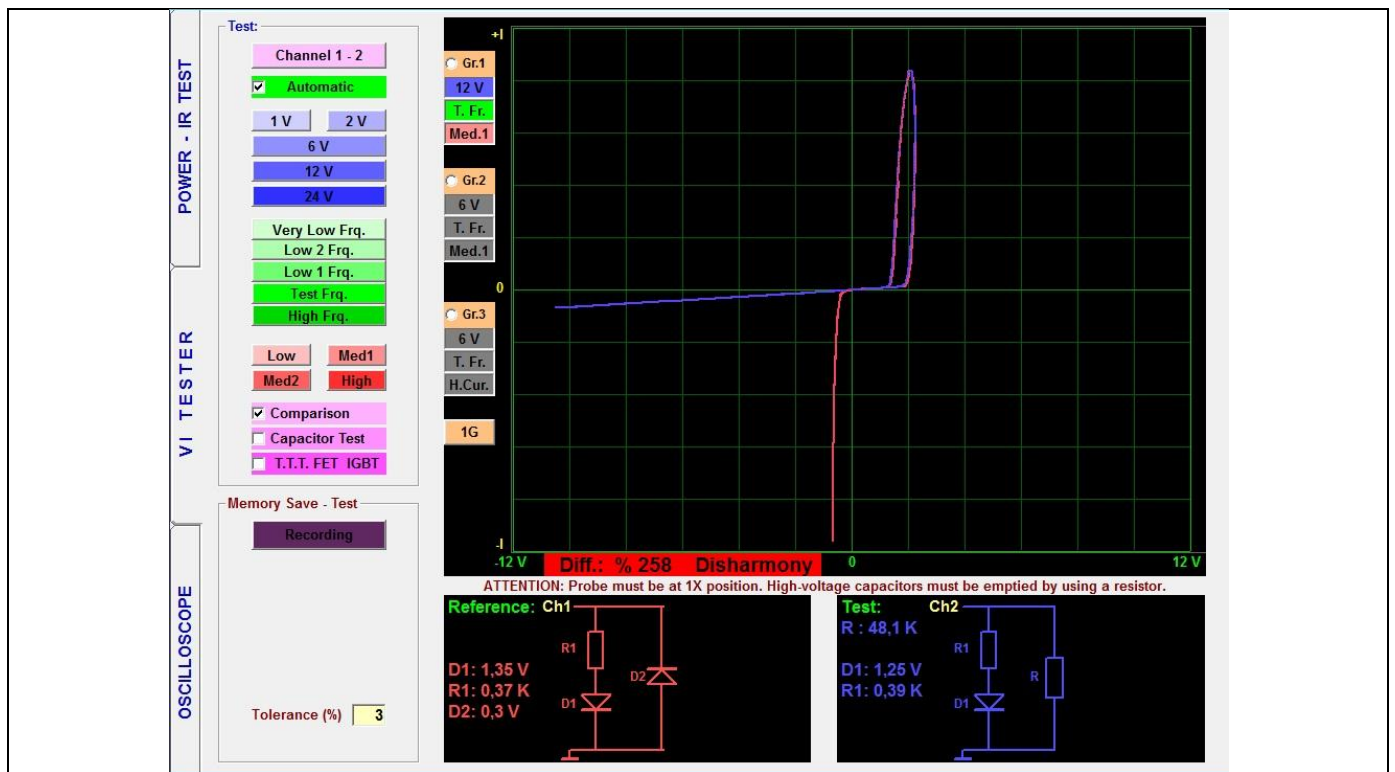 POWER - IR TEST
VI TESTER
OSCILLOSCOPE
Test:
Channel 1 - 2
Automatic
1 V
2 V
6 V
12 V
24 V
Very Low Frq.
Low 2 Frq.
Low 1 Frq.
Test Frq.
High Frq.
Low
Med1
Med2
High
Comparison
Capacitor Test
T.T.T. FET IGBT
Memory Save - Test
Recording
Tolerance (%) 3
Gr.1
12 V
T. Fr.
Med.1
Gr.2
6 V
T. Fr.
Med.1
Gr.3
6 V
T. Fr.
H.Cur.
1G
+I
0
-I
-12 V
Diff.: % 258 Disharmony
0
12 V
ATTENTION: Probe must be at 1X position. High-voltage capacitors must be emptied by using a resistor.
Reference: Ch1
R1
D1: 1,35 V
R1: 0,37 K
D2: 0,3 V
D1
D2
Test: Ch2
R : 48,1 K
R1
D1: 1,25 V
R1: 0,39 K
D1
R